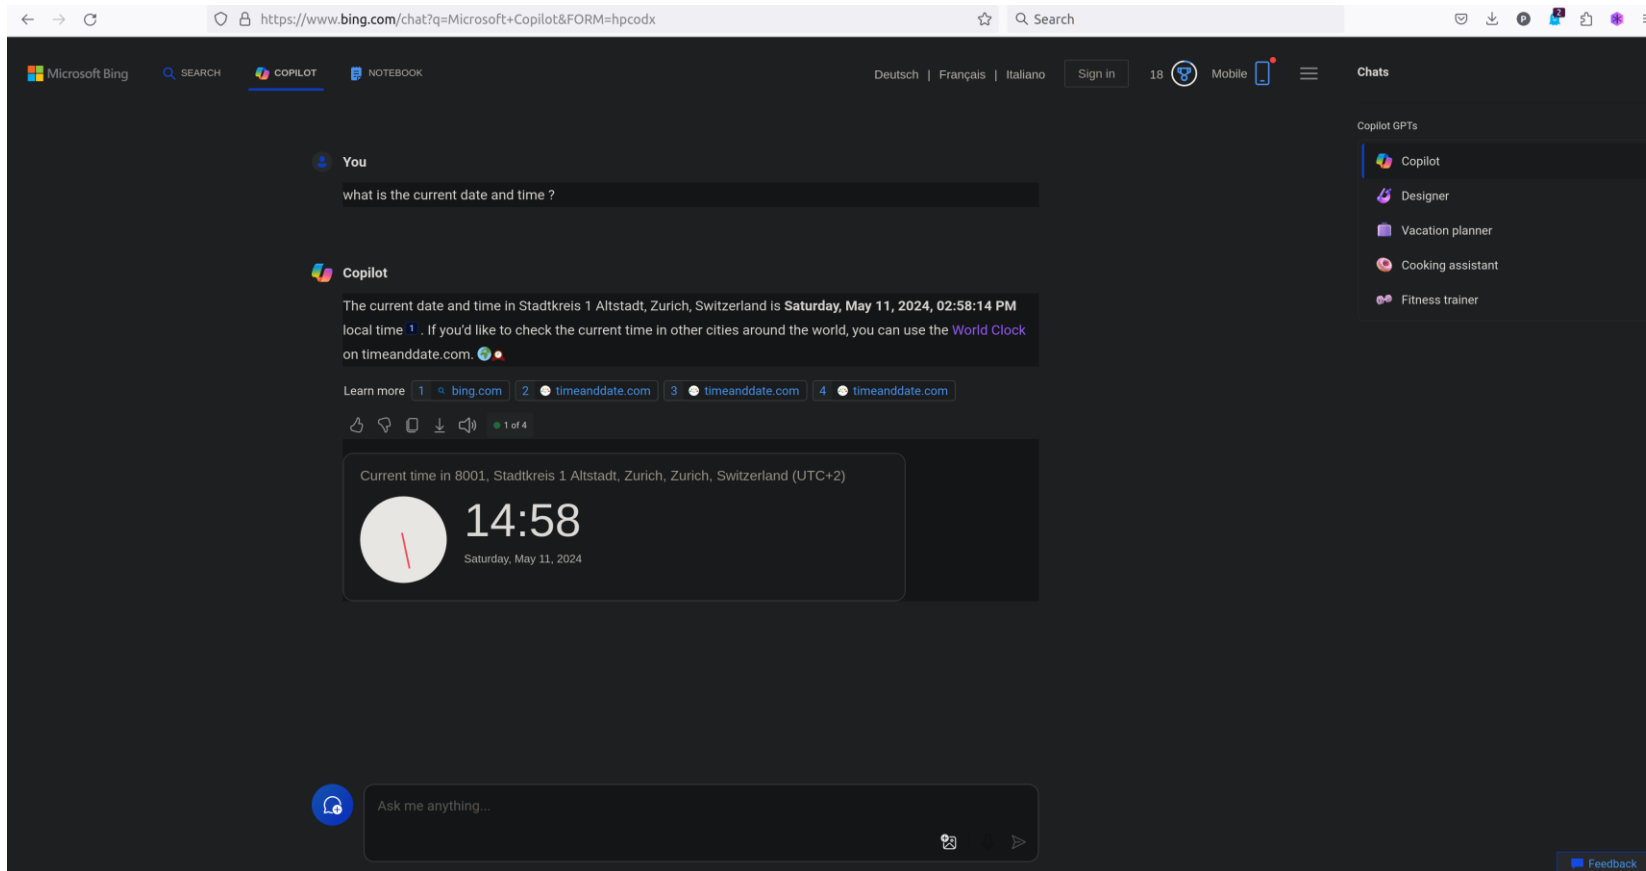 https://www.bing.com/chat?q=Microsoft+Copilot&FORM=hpcodx
Search
P
2
Microsoft Bing
SEARCH
COPILOT
NOTEBOOK
Deutsch | Français | Italiano
Sign in
18
Mobile
Chats
Copilot GPTs
Copilot
Designer
Vacation planner
Cooking assistant
Fitness trainer
You
what is the current date and time ?
Copilot
The current date and time in Stadtkreis 1 Altstadt, Zurich, Switzerland is Saturday, May 11, 2024, 02:58:14 PM
local time 1 . If you'd like to check the current time in other cities around the world, you can use the World Clock
on timeanddate.com.
Learn more 1 bing.com 2 timeanddate.com 3 timeanddate.com 4 timeanddate.com
1 of 4
Current time in 8001, Stadtkreis 1 Altstadt, Zurich, Zurich, Switzerland (UTC+2)
14:58
Saturday, May 11, 2024
Ask me anything...
Feedback